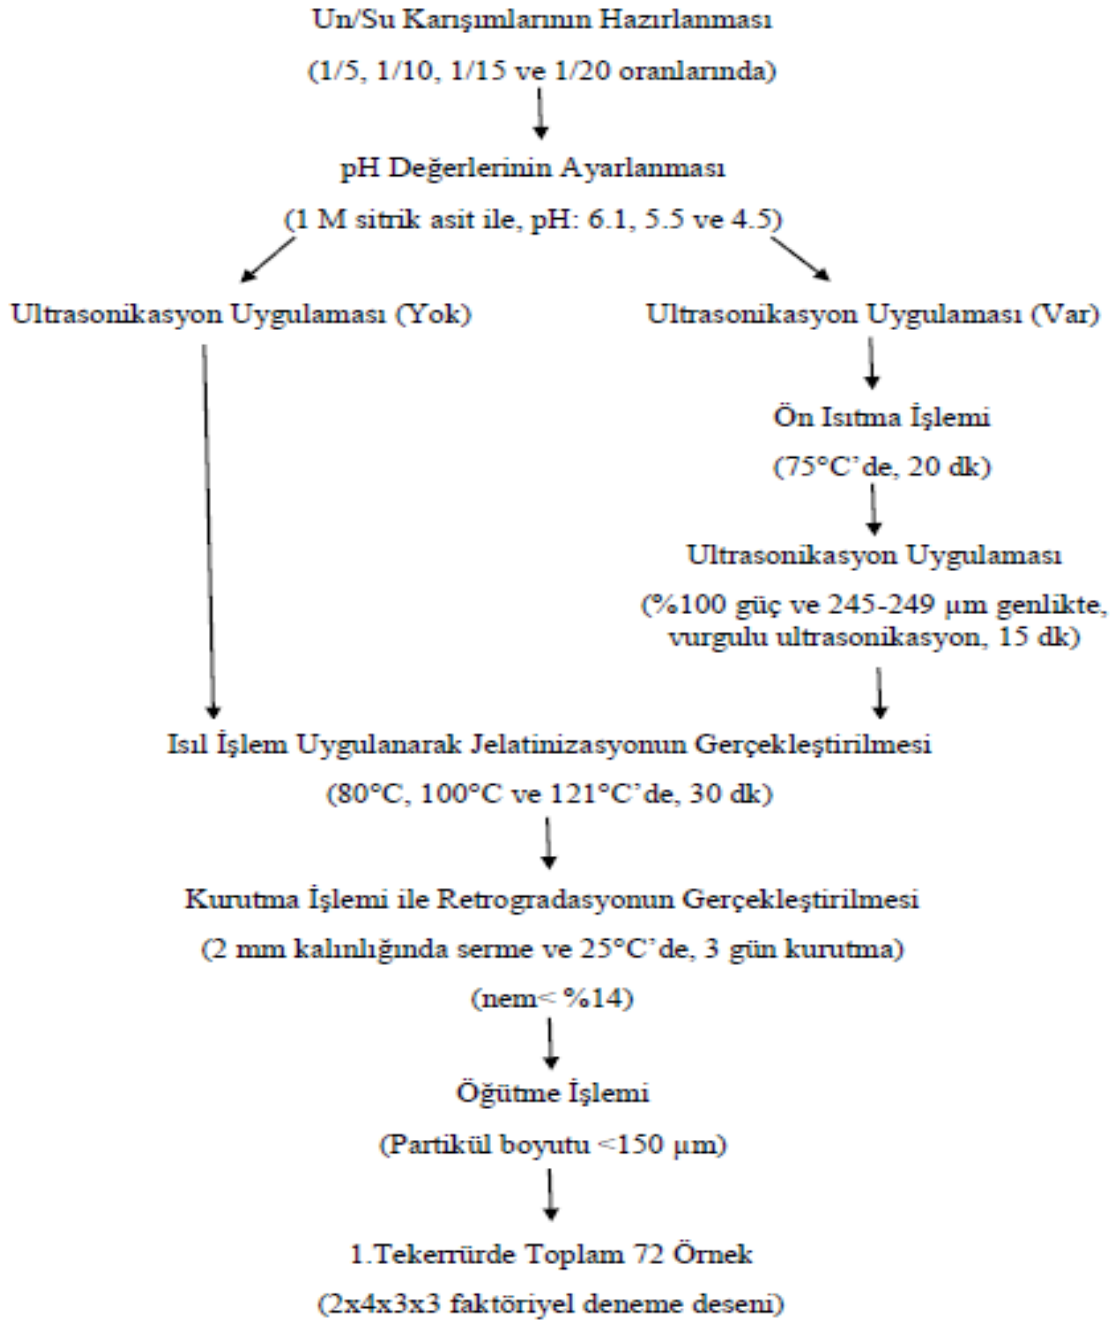 Un/Su Karışımlarının Hazırlanması
(1/5, 1/10, 1/15 ve 1/20 oranlarında)
pH Değerlerinin Ayarlanması
(1 M sitrik asit ile, pH: 6.1, 5.5 ve 4.5)
Ultrasonikasyon Uygulaması (Yok)
Ultrasonikasyon Uygulaması (Var)
Ön Isıtma İşlemi
(75°C'de, 20 dk)
Ultrasonikasyon Uygulaması
(%100 güç ve 245-249 µm genlikte,
vurgulu ultrasonikasyon, 15 dk)
Isıl İşlem Uygulanarak Jelatinizasyonun Gerçekleştirilmesi
(80°C, 100°C ve 121°C'de, 30 dk)
Kurutma İşlemi ile Retrogradasyonun Gerçekleştirilmesi
(2 mm kalınlığında serme ve 25°C'de, 3 gün kurutma)
(nem< %14)
Öğütme İşlemi
(Partikül boyutu <150 µm)
1.Tekerrürde Toplam 72 Örnek
(2x4x3x3 faktöriyel deneme deseni)